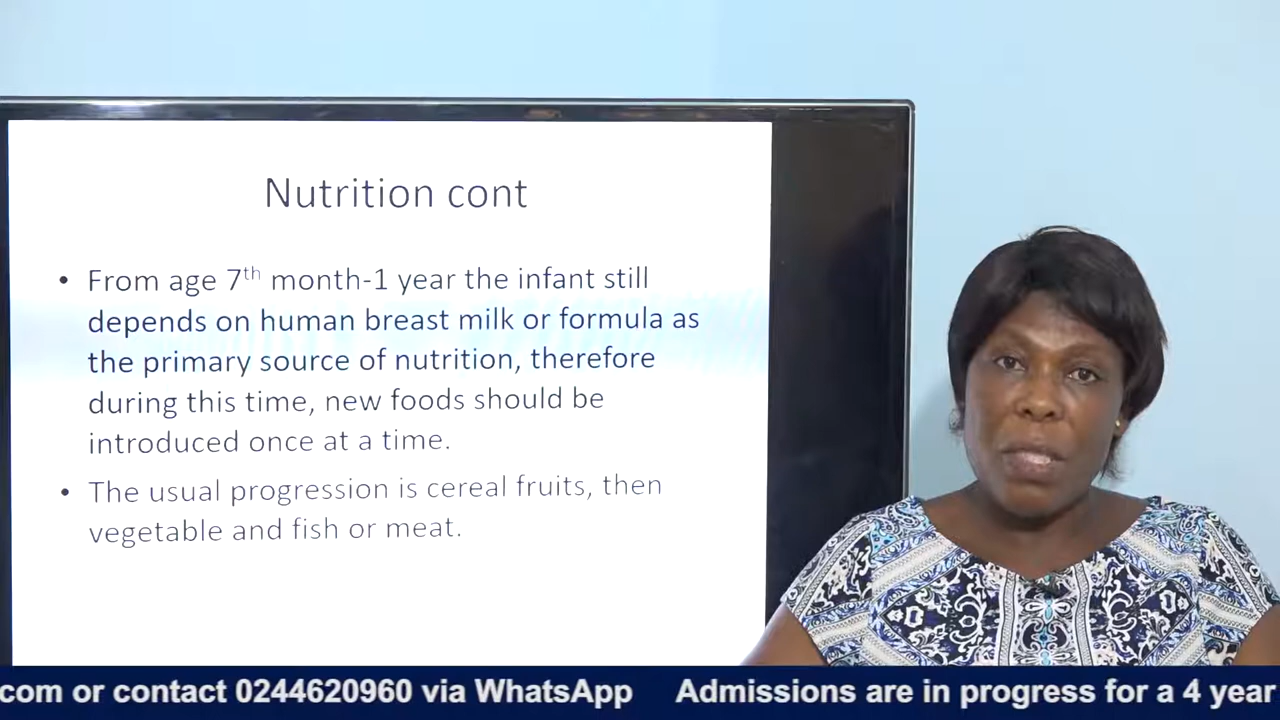 Nutrition cont
• From age 7th month-1 year the infant still
depends on human breast milk or formula as
the primary source of nutrition, therefore
during this time, new foods should be
introduced once at a time.
• The usual progression is cereal fruits, then
vegetable and fish or meat.
.com or contact 0244620960 via WhatsApp Admissions are in progress for a 4 year